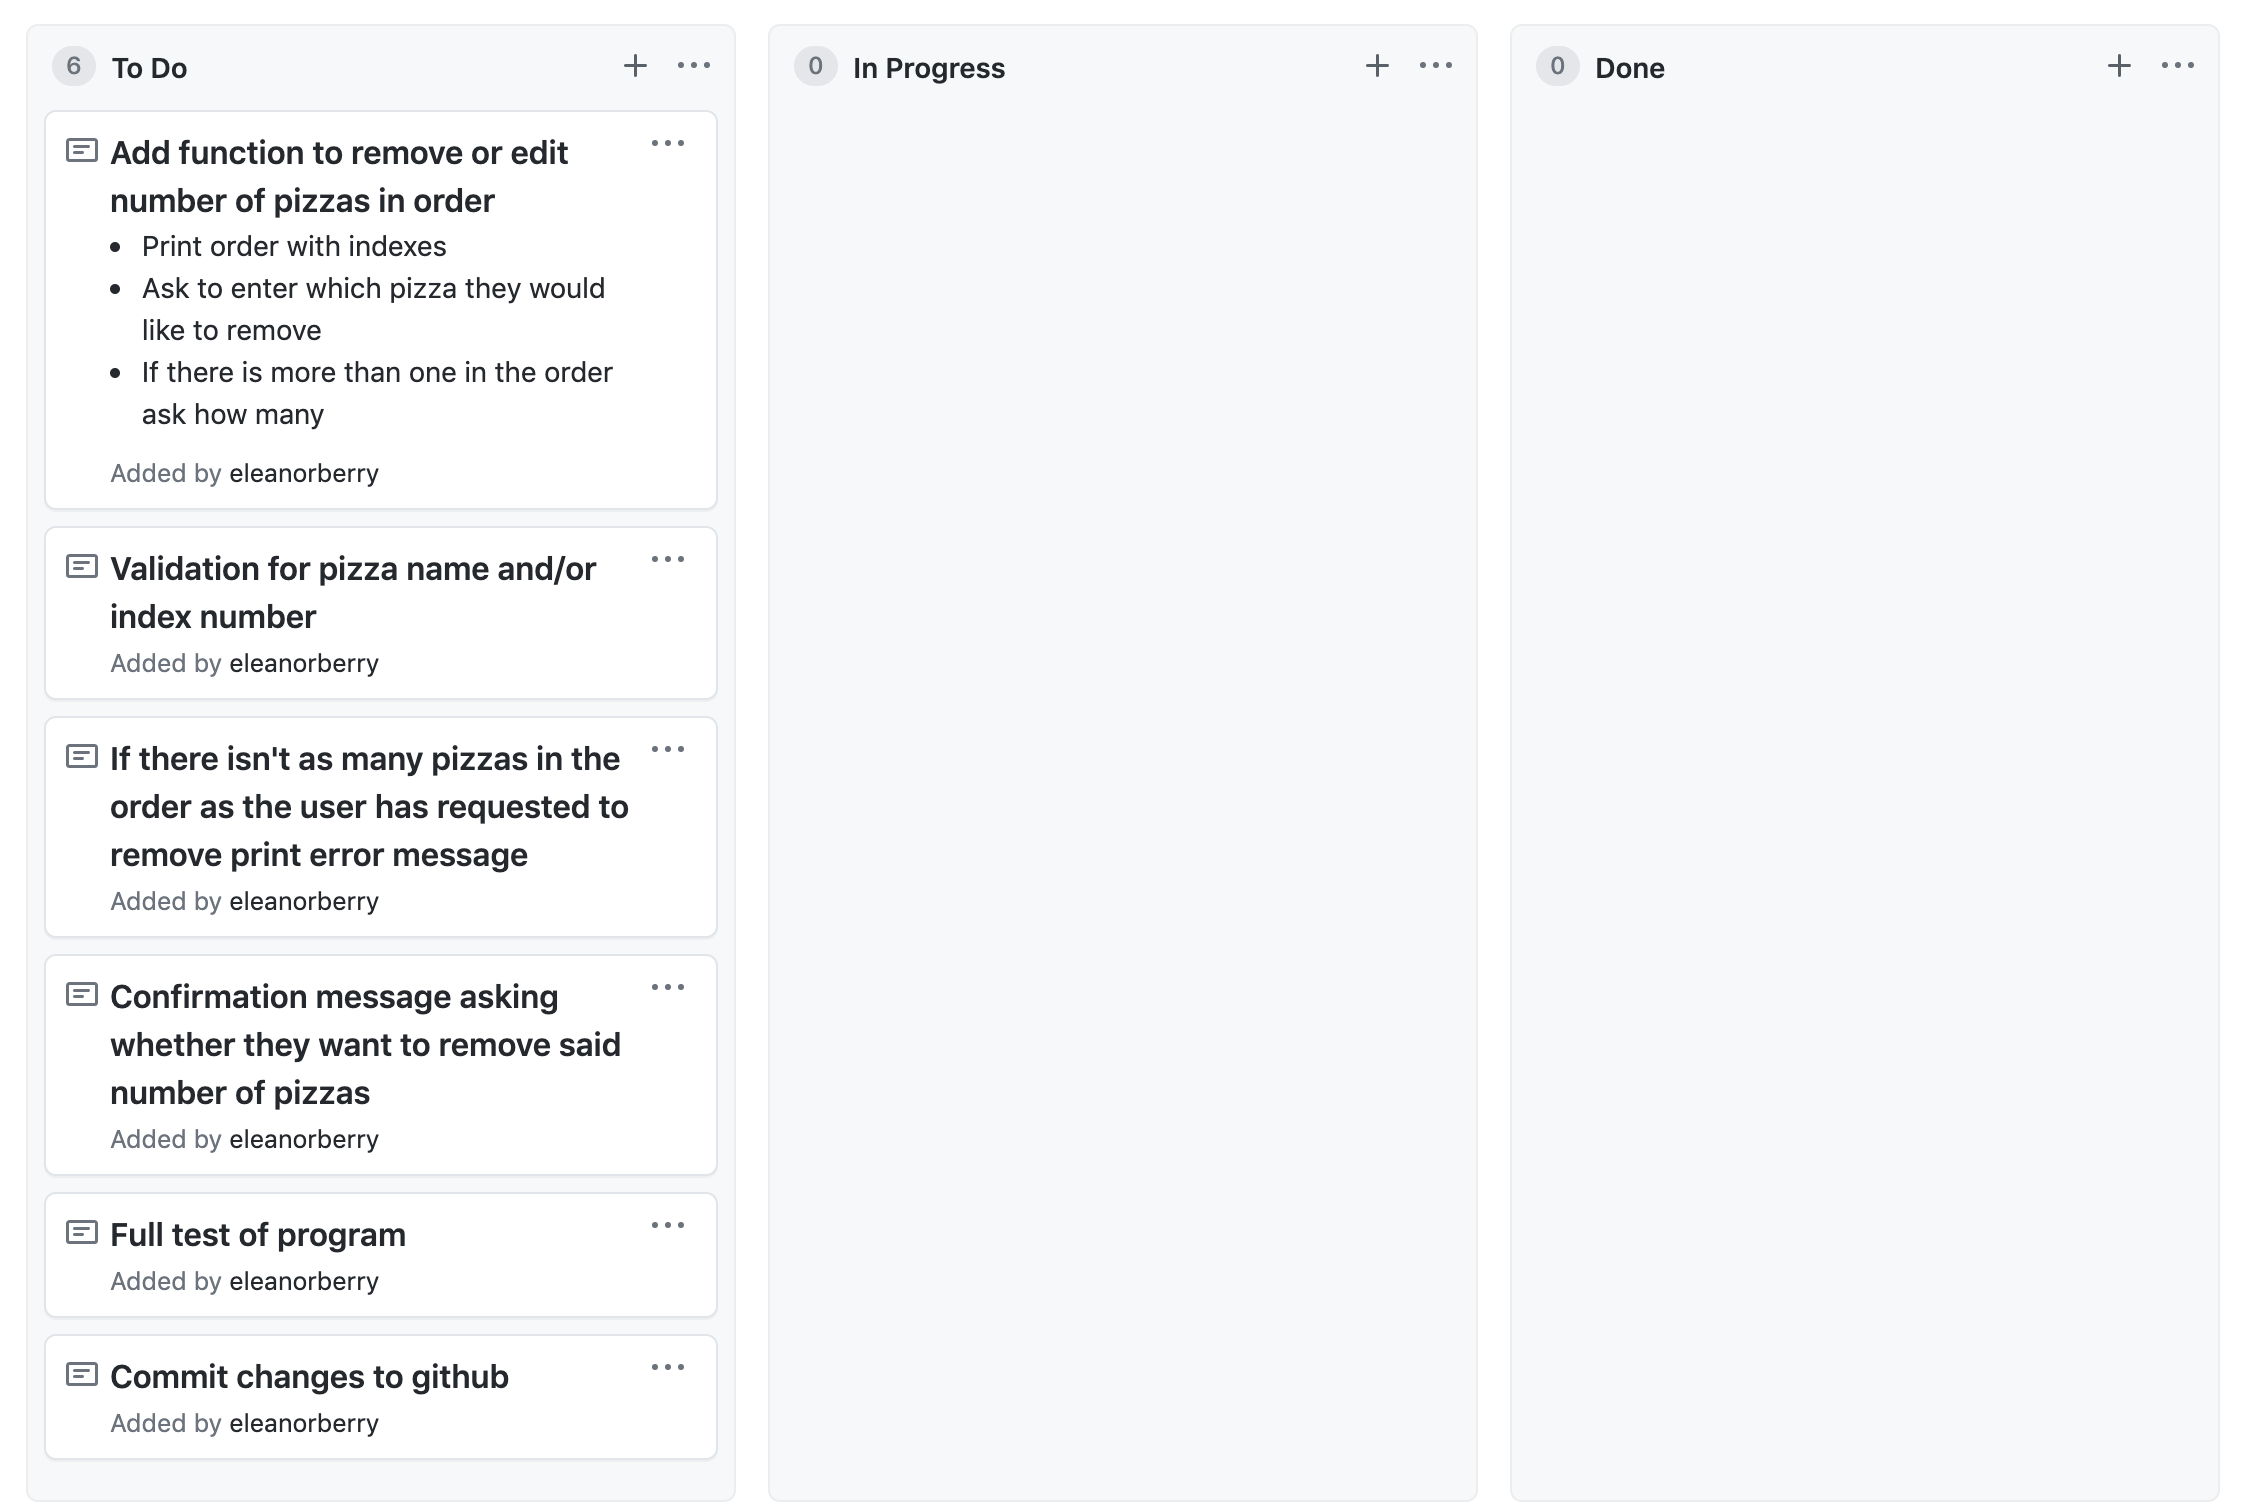 6 To Do
Add function to remove or edit
number of pizzas in order
Print order with indexes
Ask to enter which pizza they would
like to remove
If there is more than one in the order
ask how many
Added by eleanorberry
Validation for pizza name and/or
index number
Added by eleanorberry
If there isn't as many pizzas in the
order as the user has requested to
remove print error message
Added by eleanorberry
Confirmation message asking
whether they want to remove said
number of pizzas
Added by eleanorberry
Full test of program
Added by eleanorberry
Commit changes to github
Added by eleanorberry
0 In Progress
0 Done